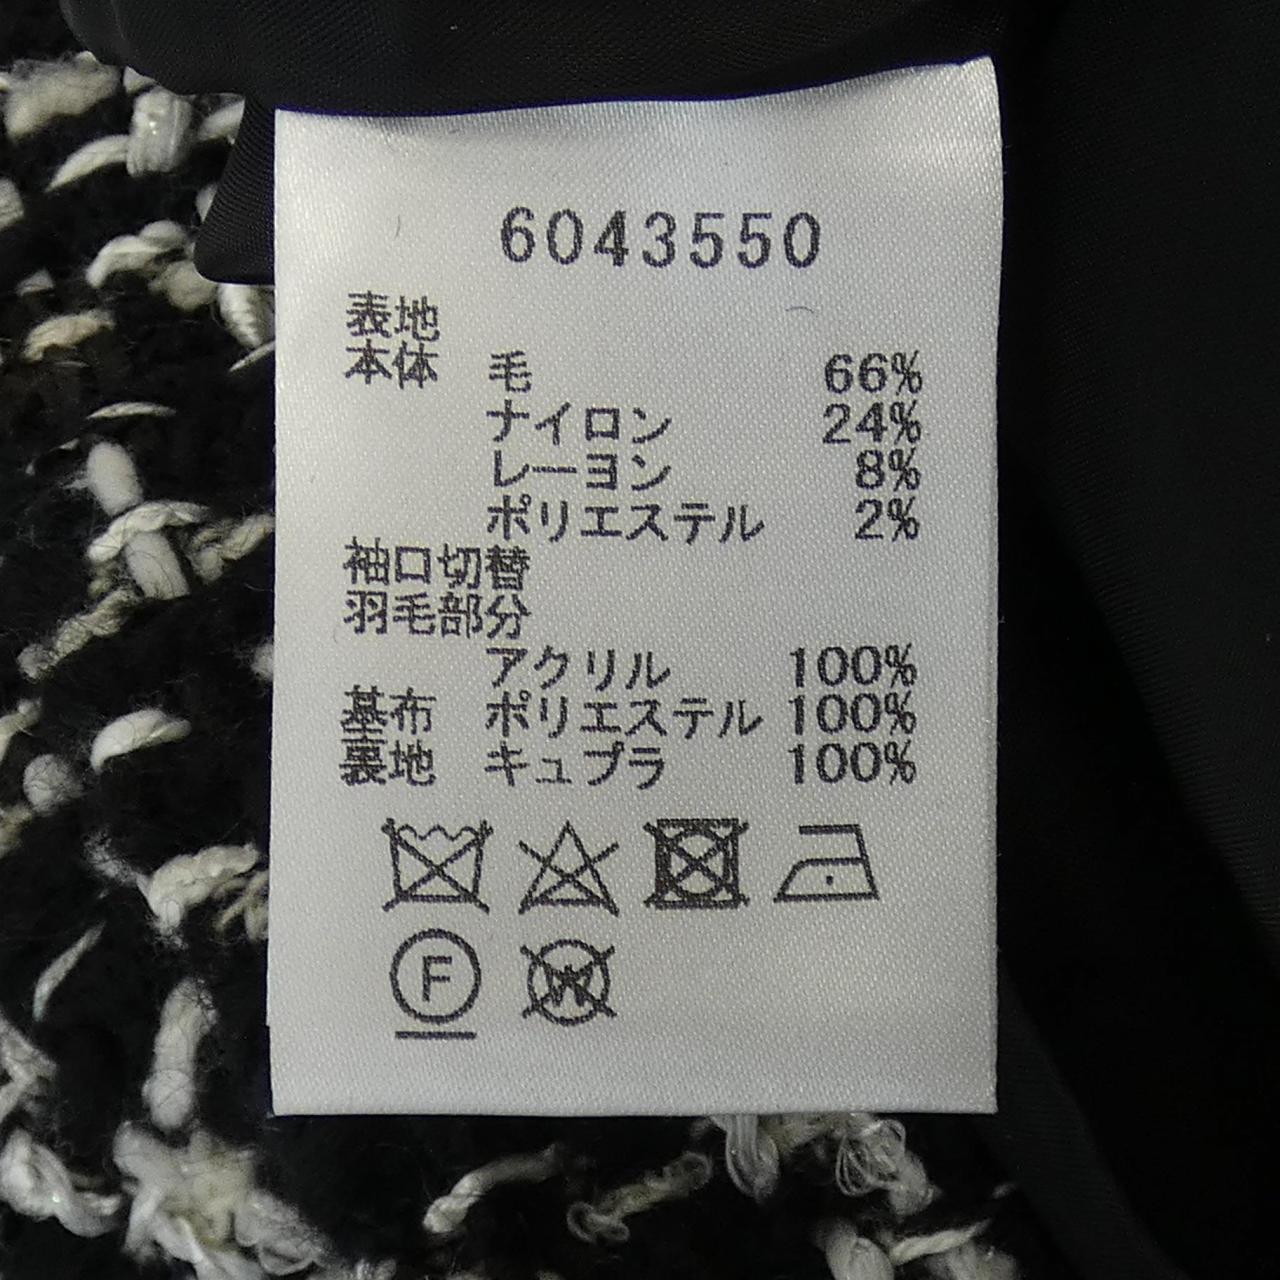 6043550
表地
本体 毛 66%
ナイロン 24%
レーヨン 8%
ポリエステル 2%
袖口切替
羽毛部分
アクリル 100%
基布 ポリエステル 100%
裏地 キュプラ 100%
F W